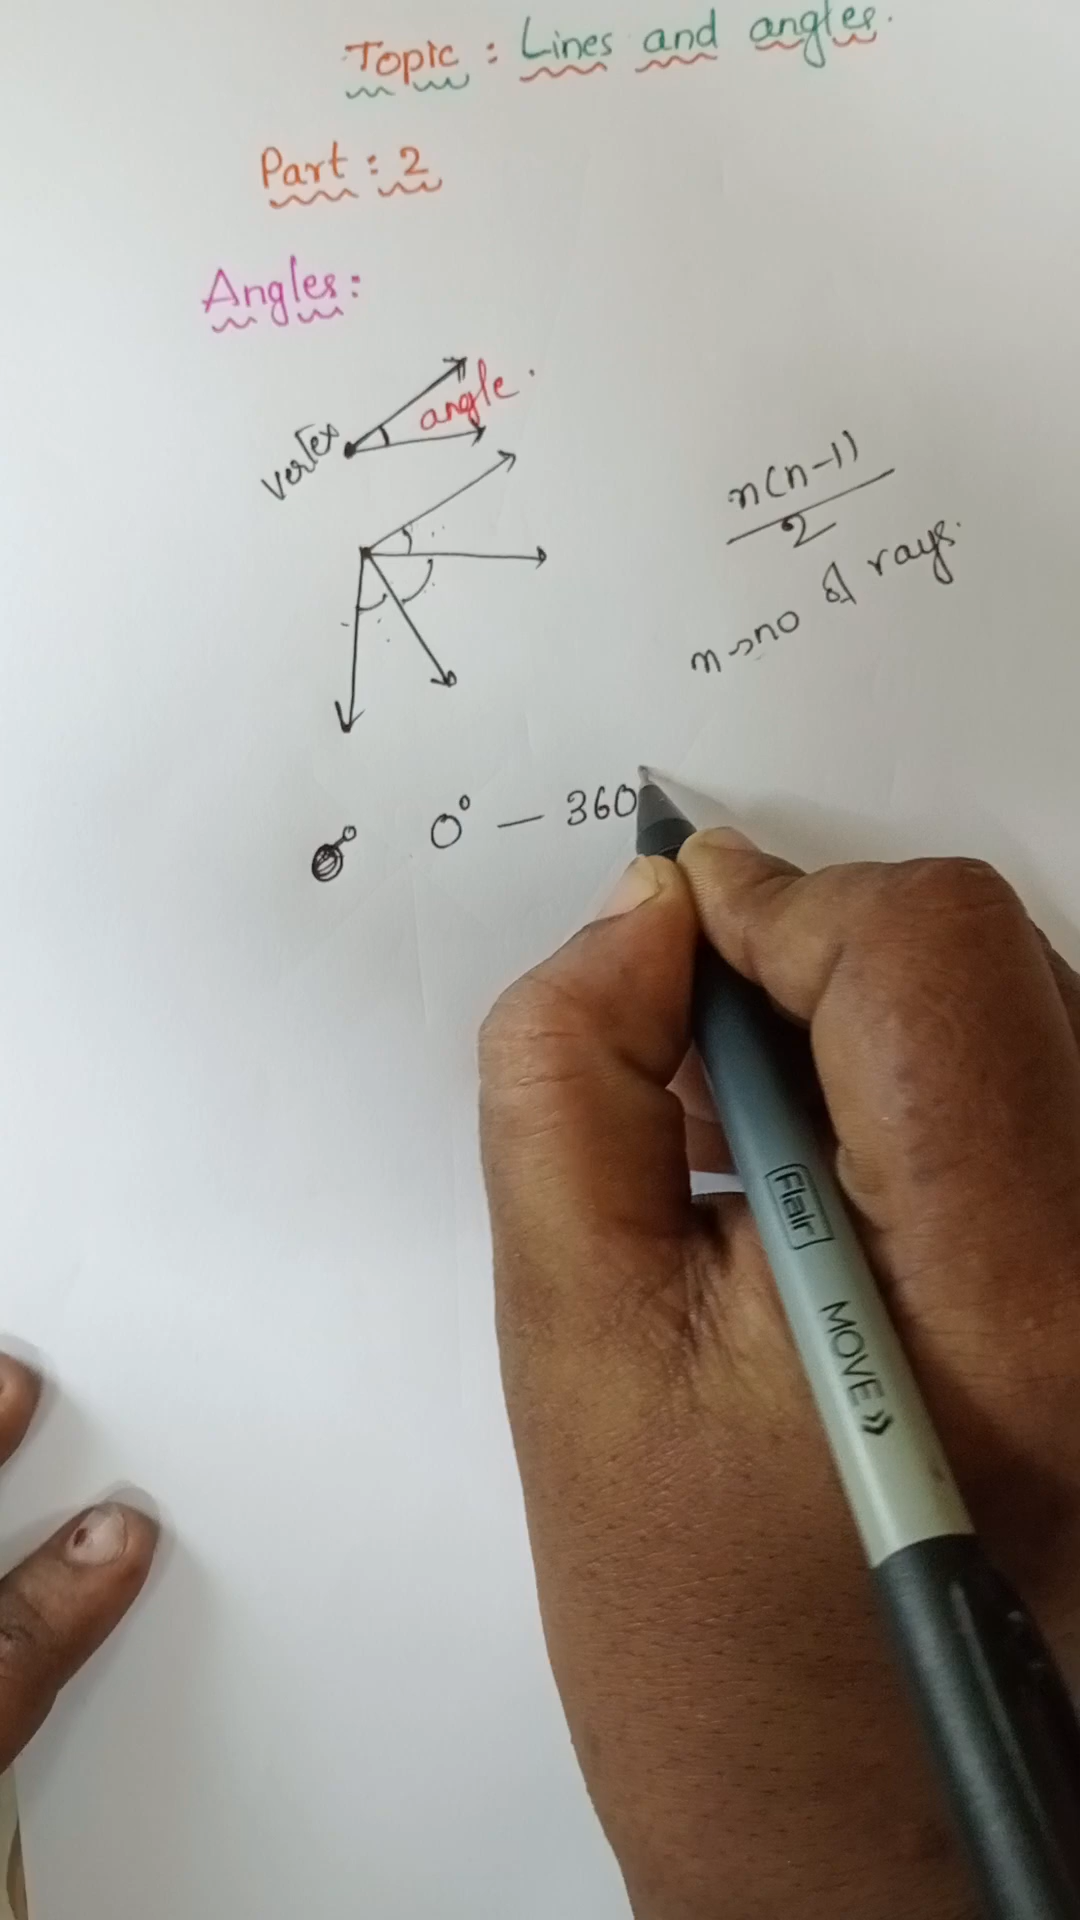 Topic : Lines and angles.
Part : 2
Angles:
angle.
vertex
n(n-1)
2
n→no of rays.
0° — 360
Flair
MOVE »